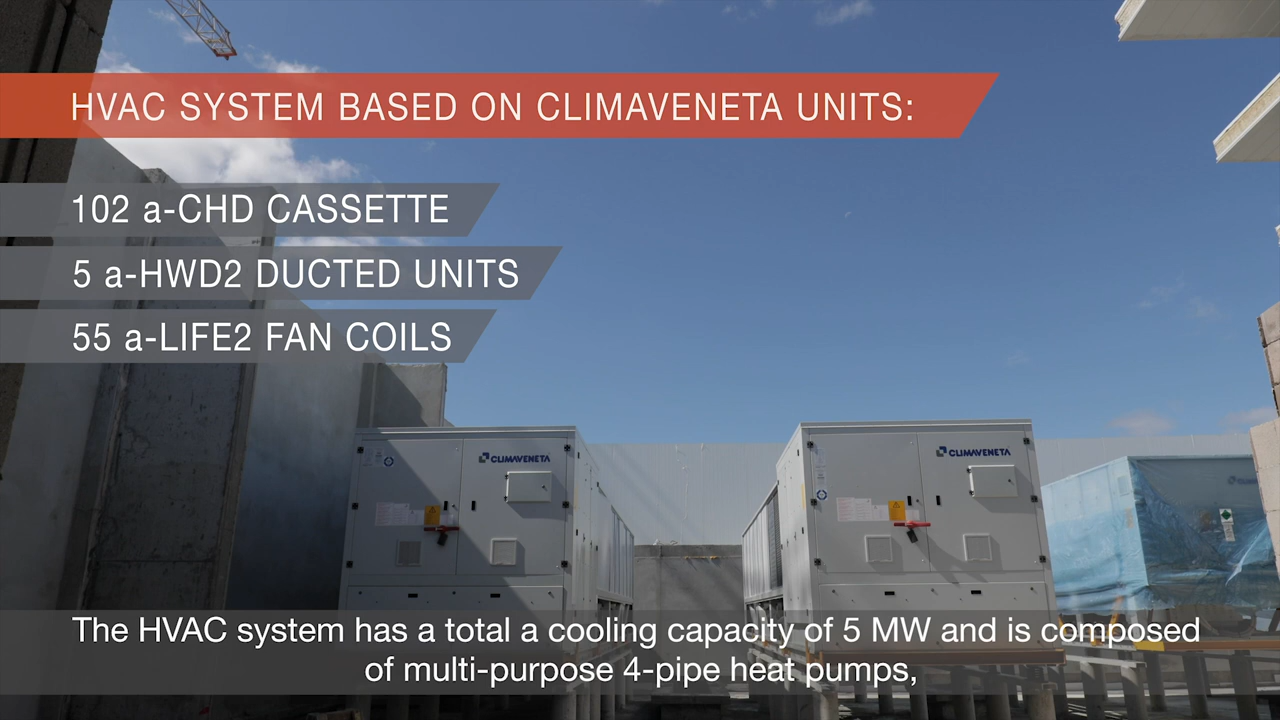 HVAC SYSTEM BASED ON CLIMAVENETA UNITS:
102 a-CHD CASSETTE
5 a-HWD2 DUCTED UNITS
55 a-LIFE2 FAN COILS
CLIMAVENETA
CLIMAVENETA
The HVAC system has a total a cooling capacity of 5 MW and is composed
of multi-purpose 4-pipe heat pumps,